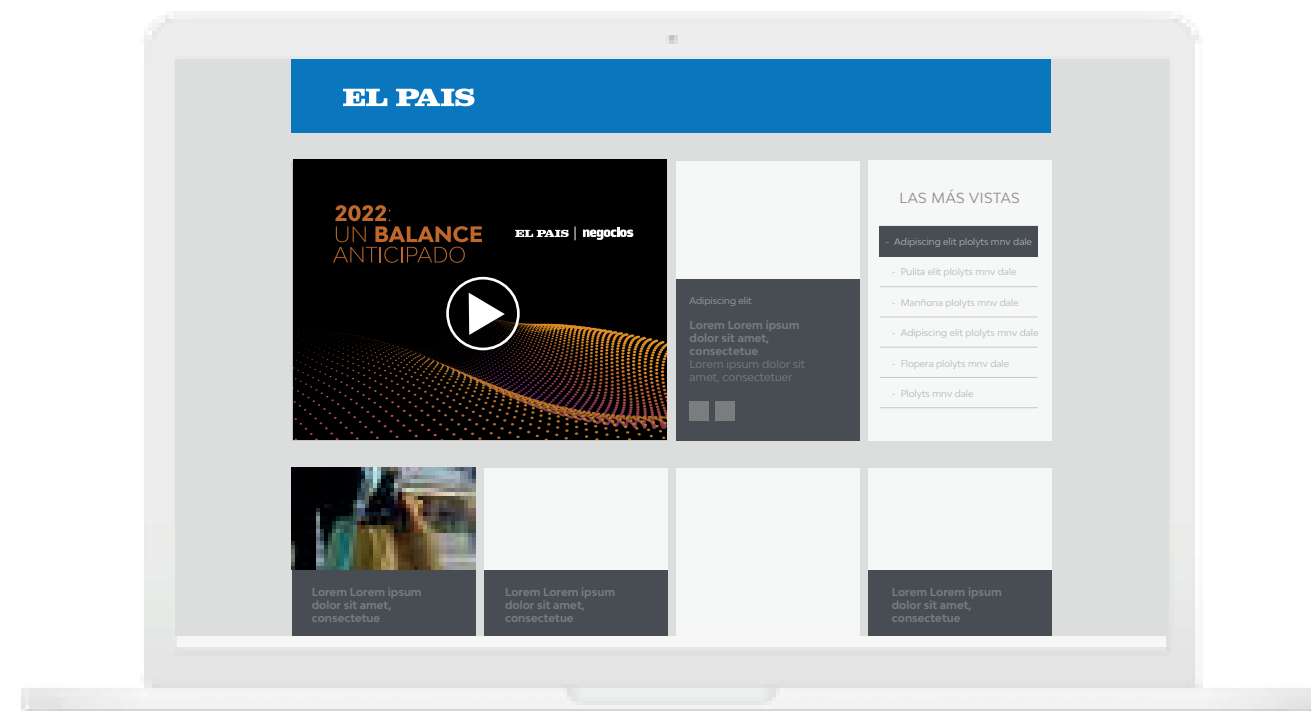 EL PAIS
2022:
UN BALANCE
ANTICIPADO
EL PAIS | negocios
Adipiscing elit
Lorem Lorem ipsum
dolor sit amet,
consectetue
Lorem ipsum dolor sit
amet, consectetuer
LAS MÁS VISTAS
- Adipiscing elit plolyts mnv dale
- Pulita elit plolyts mnv dale
- Manñona plolyts mnv dale
- Adipiscing elit plolyts mnv dale
- Flopera plolyts mnv dale
- Plolyts mnv dale
Lorem Lorem ipsum
dolor sit amet,
consectetue
Lorem Lorem ipsum
dolor sit amet,
consectetue
Lorem Lorem ipsum
dolor sit amet,
consectetue